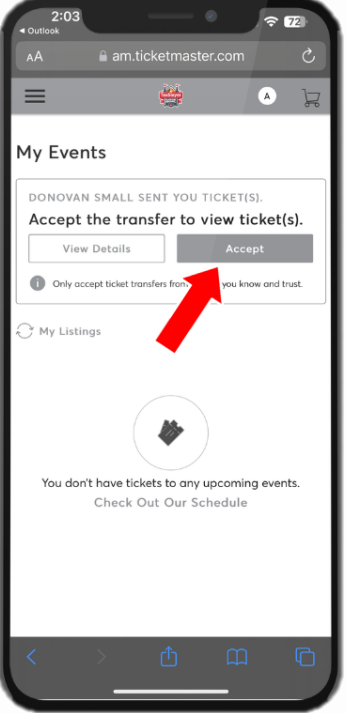 2:03
72
◀ Outlook
AA
am.ticketmaster.com
A
My Events
DONOVAN SMALL SENT YOU TICKET(S).
Accept the transfer to view ticket(s).
View Details
Accept
i Only accept ticket transfers from you know and trust.
My Listings
You don't have tickets to any upcoming events.
Check Out Our Schedule